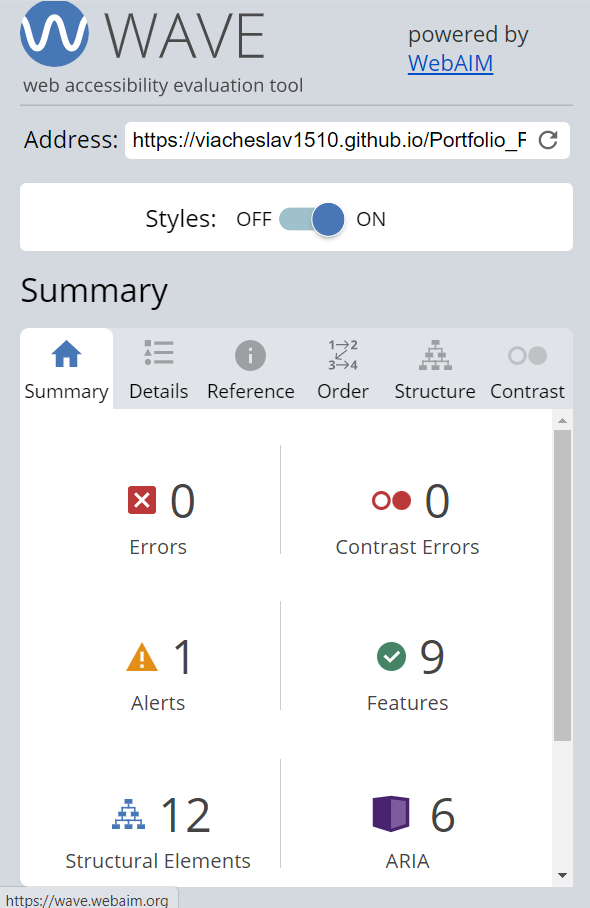 WAVE
powered by
WebAIM
web accessibility evaluation tool
Address: https://viacheslav1510.github.io/Portfolio_F
Styles: OFF ON
Summary
1 2
3 4
Summary Details Reference Order Structure Contrast
0 0
Errors Contrast Errors
1 9
Alerts Features
12 6
Structural Elements ARIA
https://wave.webaim.org